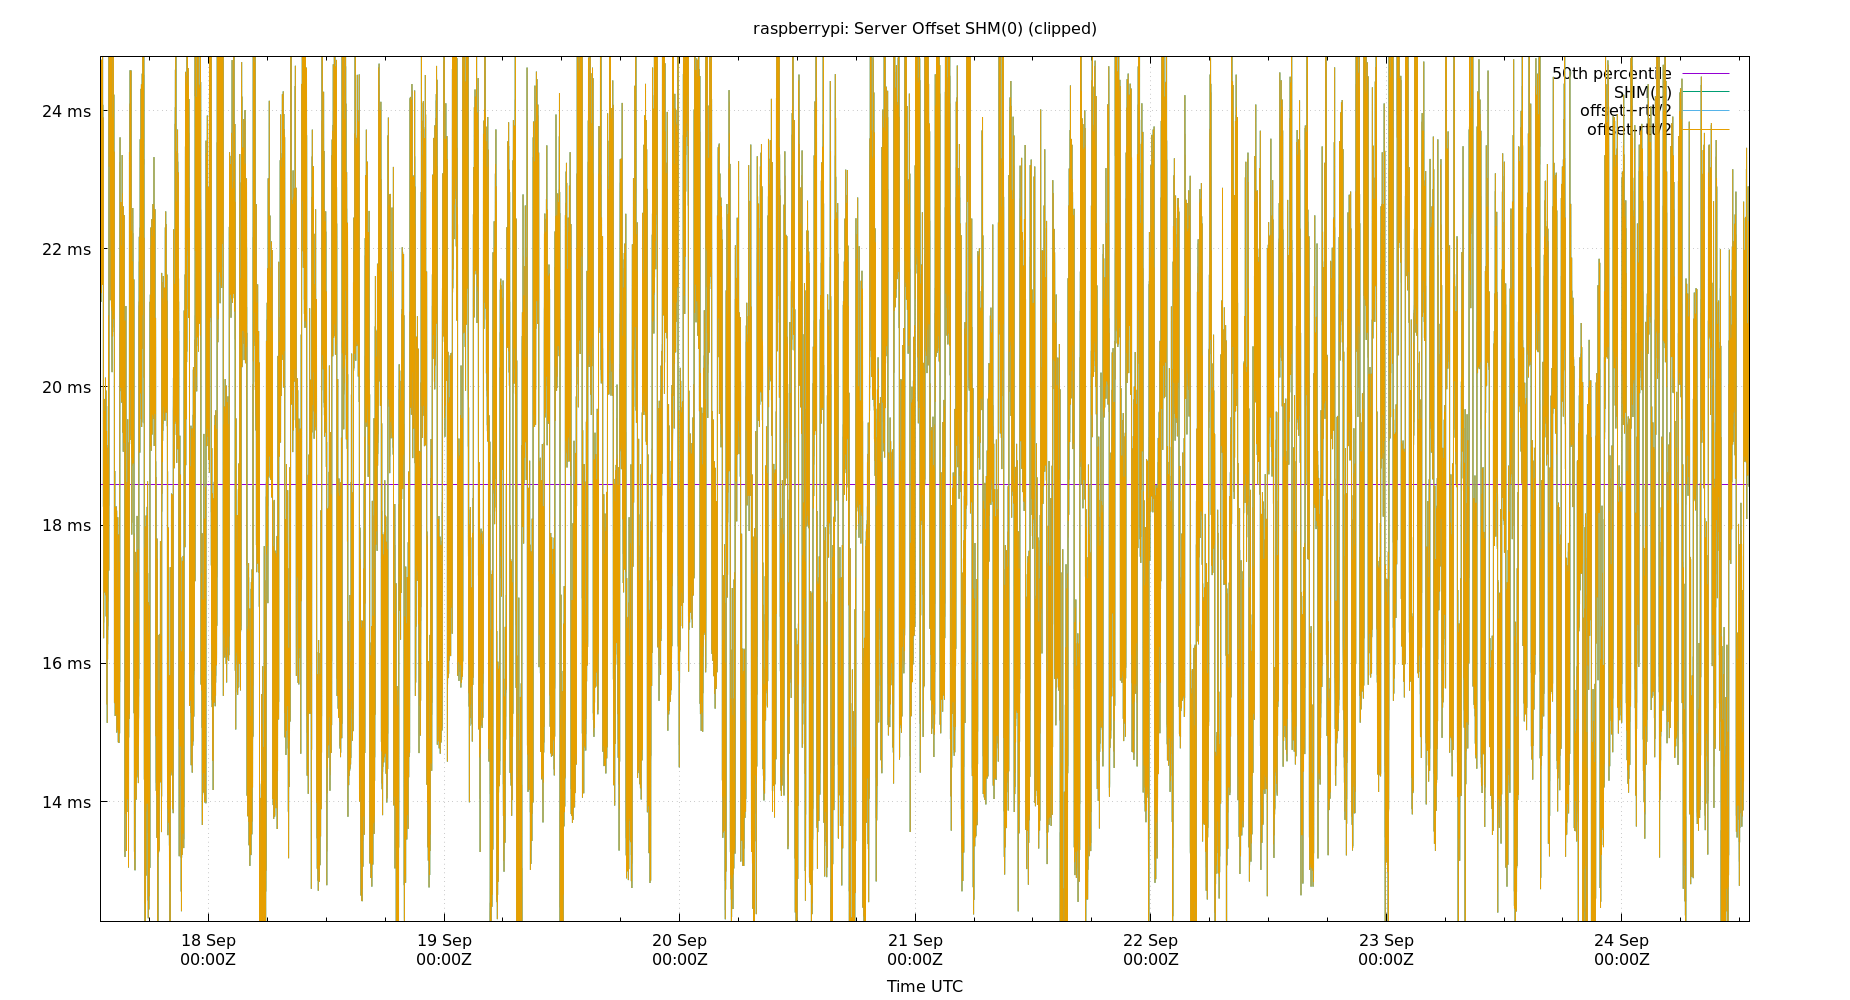 raspberrypi: Server Offset SHM(0) (clipped)
50th percentile
SHM(0)
offset+rtt/2
offset-rtt/2
24 ms
22 ms
20 ms
18 ms
16 ms
14 ms
18 Sep 19 Sep 20 Sep 21 Sep 22 Sep 23 Sep 24 Sep
00:00Z 00:00Z 00:00Z 00:00Z 00:00Z 00:00Z 00:00Z
Time UTC